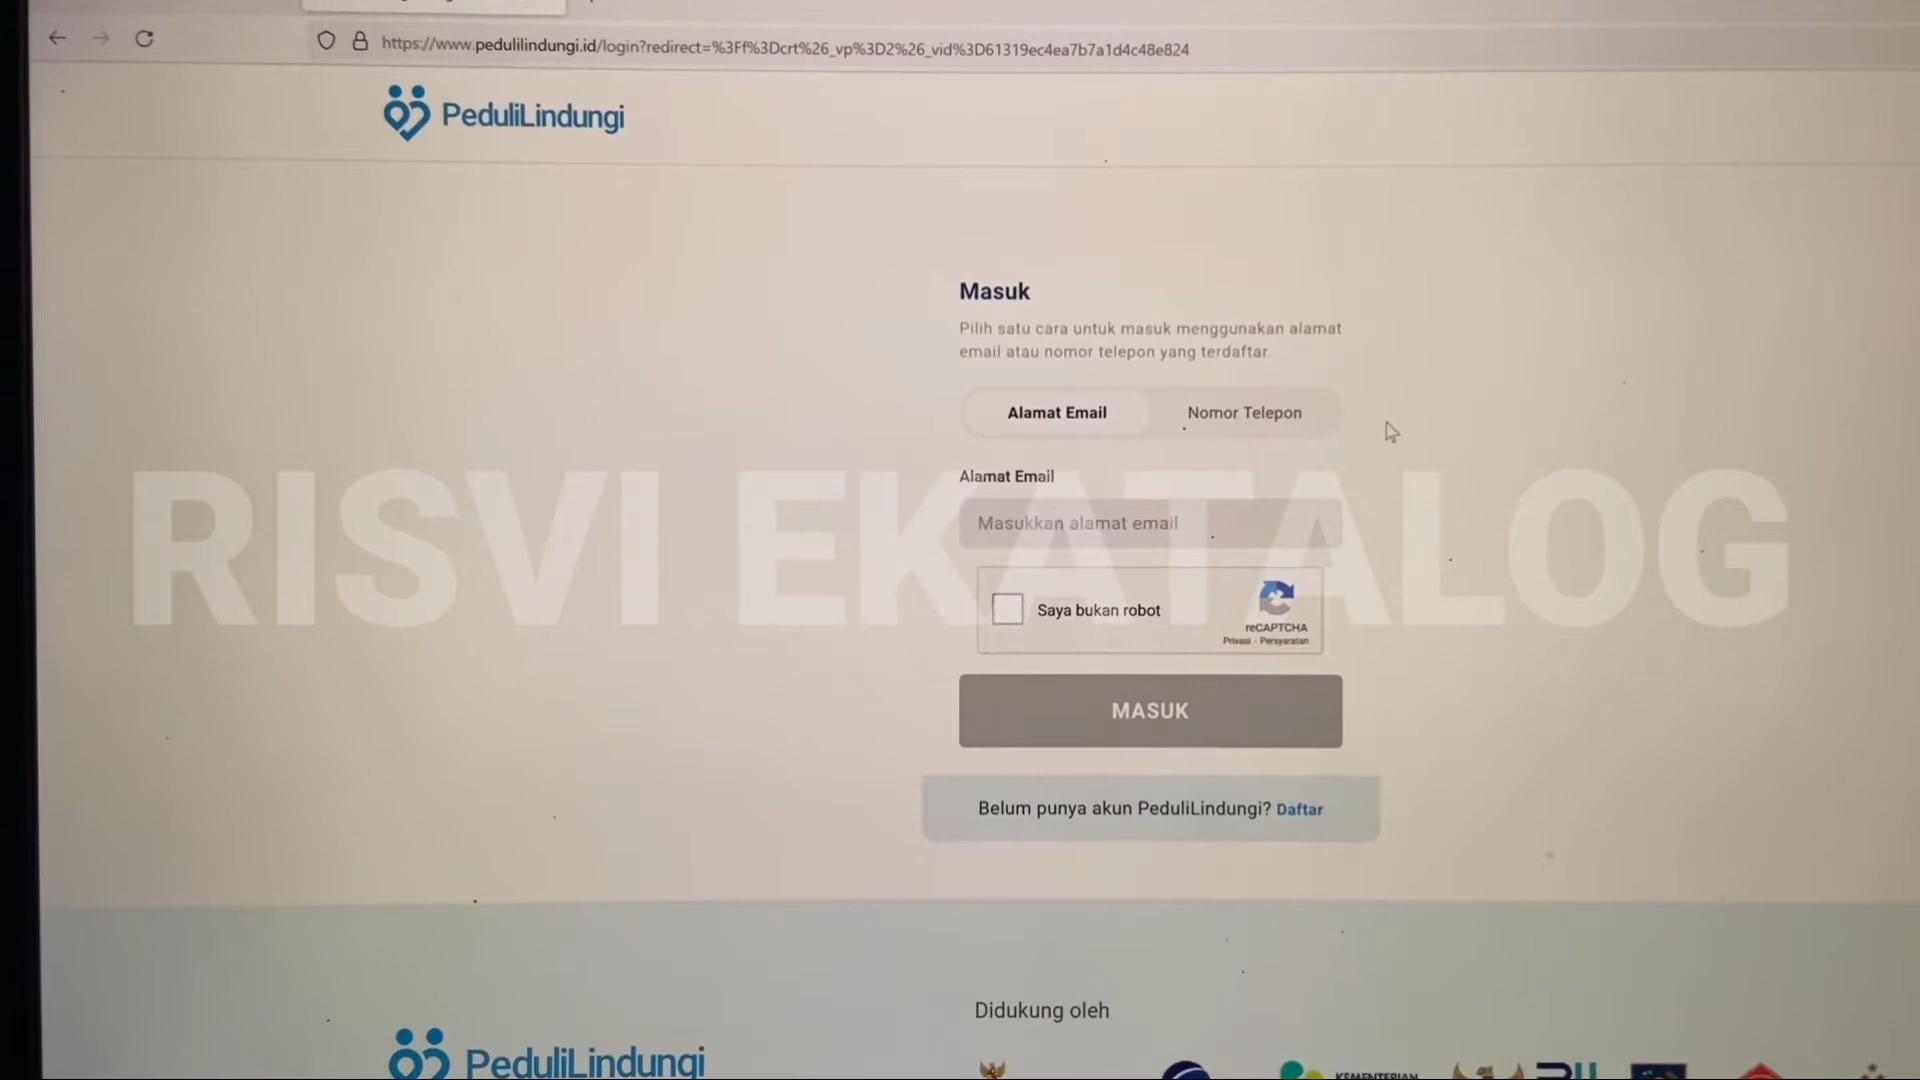 https://www.pedulilindungi.id/login?redirect=%3Ff%3Dcrt%26_vp%3D2%26_vid%3D61319ec4ea7b7a1d4c48e824
PeduliLindungi
Masuk
Pilih satu cara untuk masuk menggunakan alamat
email atau nomor telepon yang terdaftar.
Alamat Email
Nomor Telepon
Alamat Email
Masukkan alamat email
RISVI EKATALOG
Saya bukan robot
reCAPTCHA
Privasi - Persyaratan
MASUK
Belum punya akun PeduliLindungi? Daftar
Didukung oleh
PeduliLindungi
KEMENTERIAN